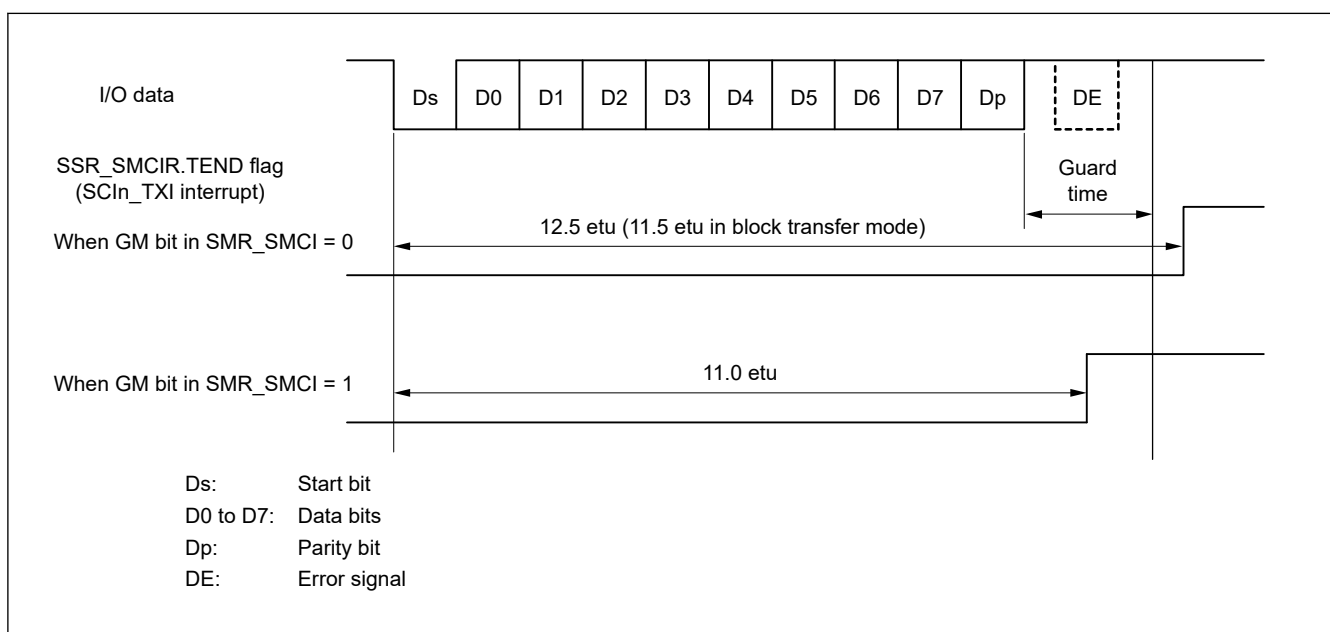 I/O data
Ds D0 D1 D2 D3 D4 D5 D6 D7 Dp DE
SSR_SMCIR.TEND flag
(SCIn_TXI interrupt)
Guard
time
When GM bit in SMR_SMCI = 0
12.5 etu (11.5 etu in block transfer mode)
When GM bit in SMR_SMCI = 1
11.0 etu
Ds: Start bit
D0 to D7: Data bits
Dp: Parity bit
DE: Error signal